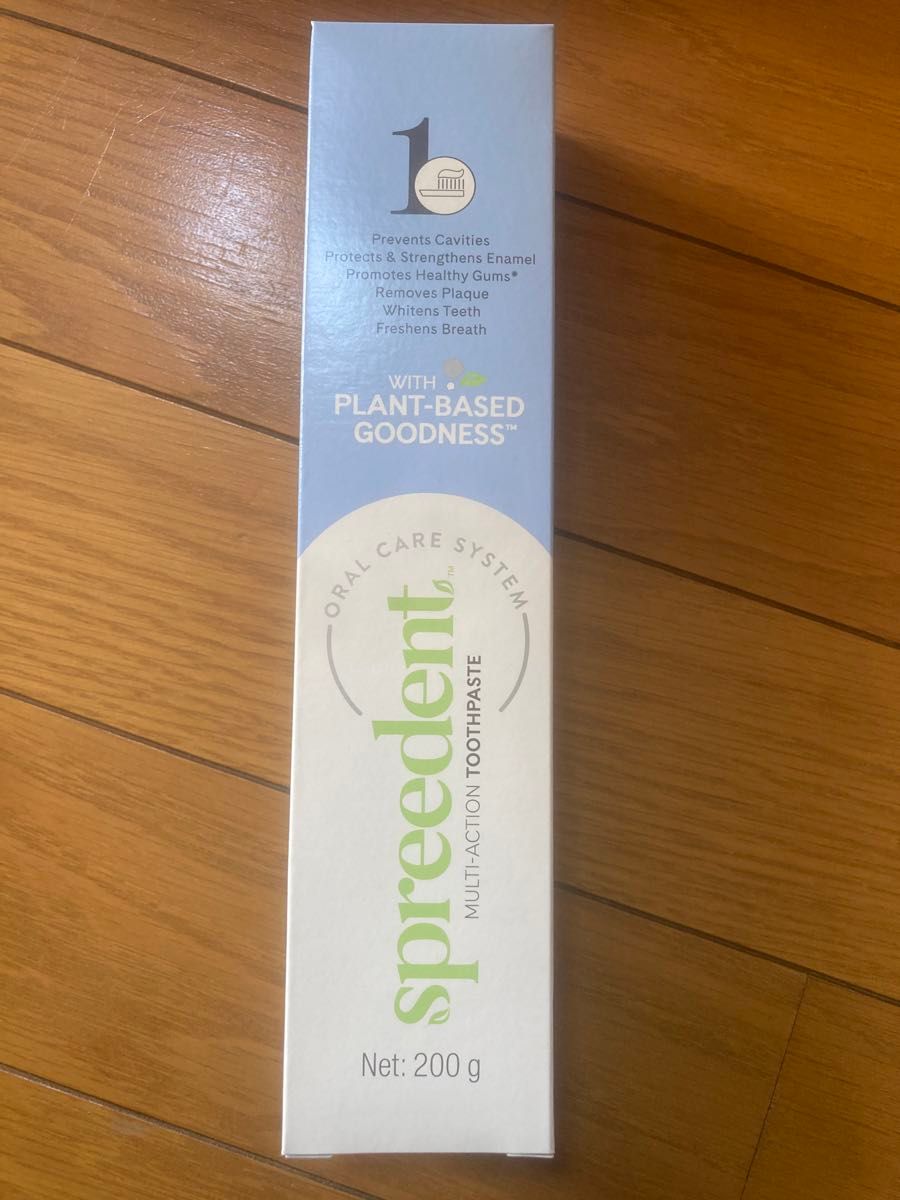 1
Prevents Cavities
Protects & Strengthens Enamel
Promotes Healthy Gums*
Removes Plaque
Whitens Teeth
Freshens Breath
WITH
PLANT-BASED
GOODNESS™
ORAL CARE SYSTEM
spreedent™
MULTI-ACTION TOOTHPASTE
Net: 200 g